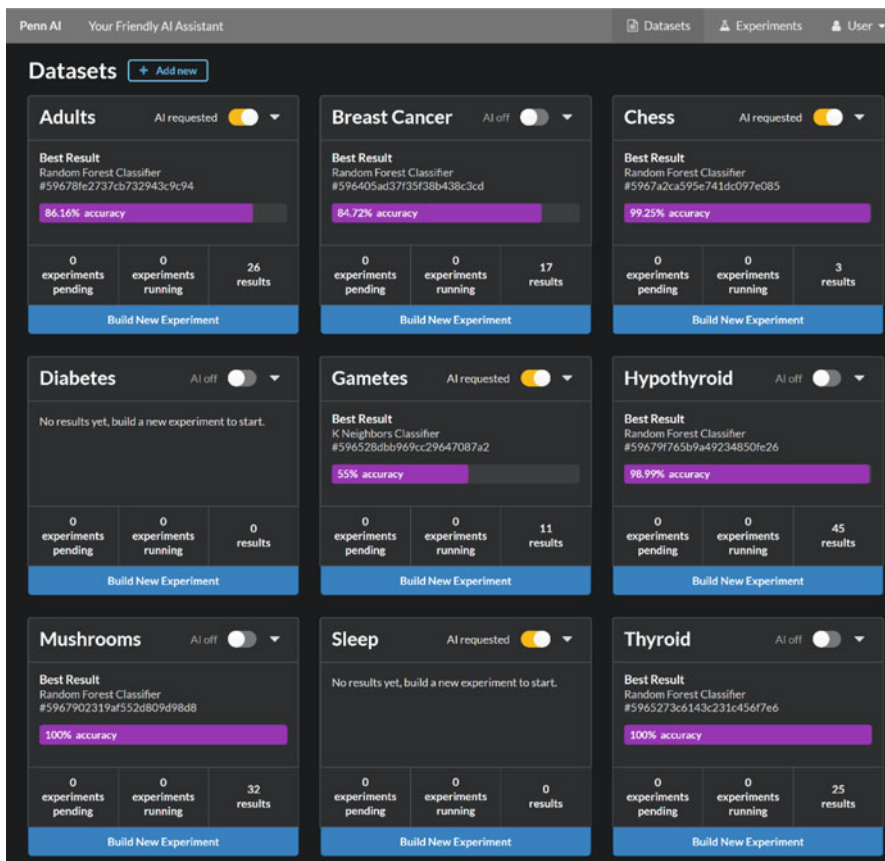 Penn AI Your Friendly AI Assistant Datasets Experiments User
Datasets + Add new
Adults AI requested
Best Result
Random Forest Classifier
#59678fe2737cb732943c9c94
86.16% accuracy
0 experiments pending
0 experiments running
26 results
Build New Experiment
Breast Cancer AI off
Best Result
Random Forest Classifier
#596405ad37f35f38b438c3cd
84.72% accuracy
0 experiments pending
0 experiments running
17 results
Build New Experiment
Chess AI requested
Best Result
Random Forest Classifier
#5967a2ca595e741dc097e085
99.25% accuracy
0 experiments pending
0 experiments running
3 results
Build New Experiment
Diabetes AI off
No results yet, build a new experiment to start.
0 experiments pending
0 experiments running
0 results
Build New Experiment
Gametes AI requested
Best Result
K Neighbors Classifier
#596528dbb969cc29647087a2
55% accuracy
0 experiments pending
0 experiments running
11 results
Build New Experiment
Hypothyroid AI off
Best Result
Random Forest Classifier
#59679f765b9a49234850fe26
98.99% accuracy
0 experiments pending
0 experiments running
45 results
Build New Experiment
Mushrooms AI off
Best Result
Random Forest Classifier
#5967902319af552d809d98d8
100% accuracy
0 experiments pending
0 experiments running
32 results
Build New Experiment
Sleep AI requested
No results yet, build a new experiment to start.
0 experiments pending
0 experiments running
0 results
Build New Experiment
Thyroid AI off
Best Result
Random Forest Classifier
#5965273c6143c231c456f7e6
100% accuracy
0 experiments pending
0 experiments running
25 results
Build New Experiment